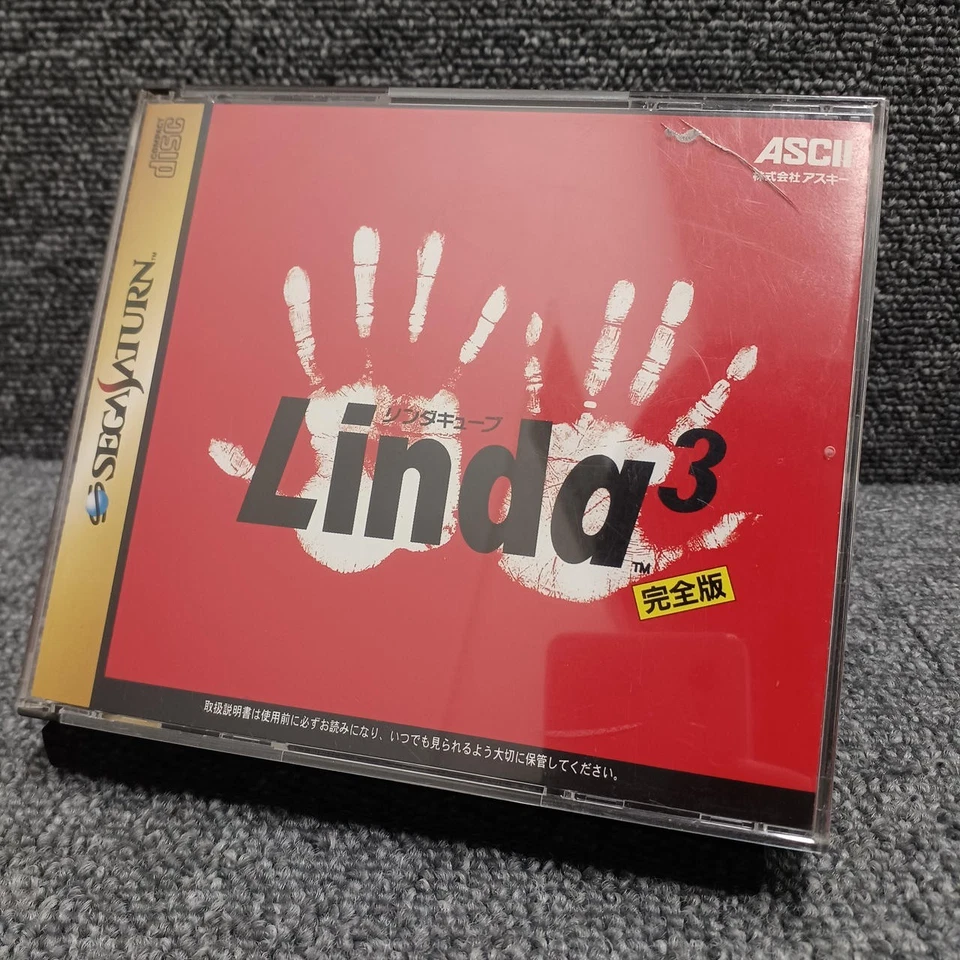 COMPACT
disc
SEGA SATURN™
ASCII
株式会社アスキー
リンダキューブ
Linda³
TM
完全版
取扱説明書は使用前に必ずお読みになり、いつでも見られるよう大切に保管してください。